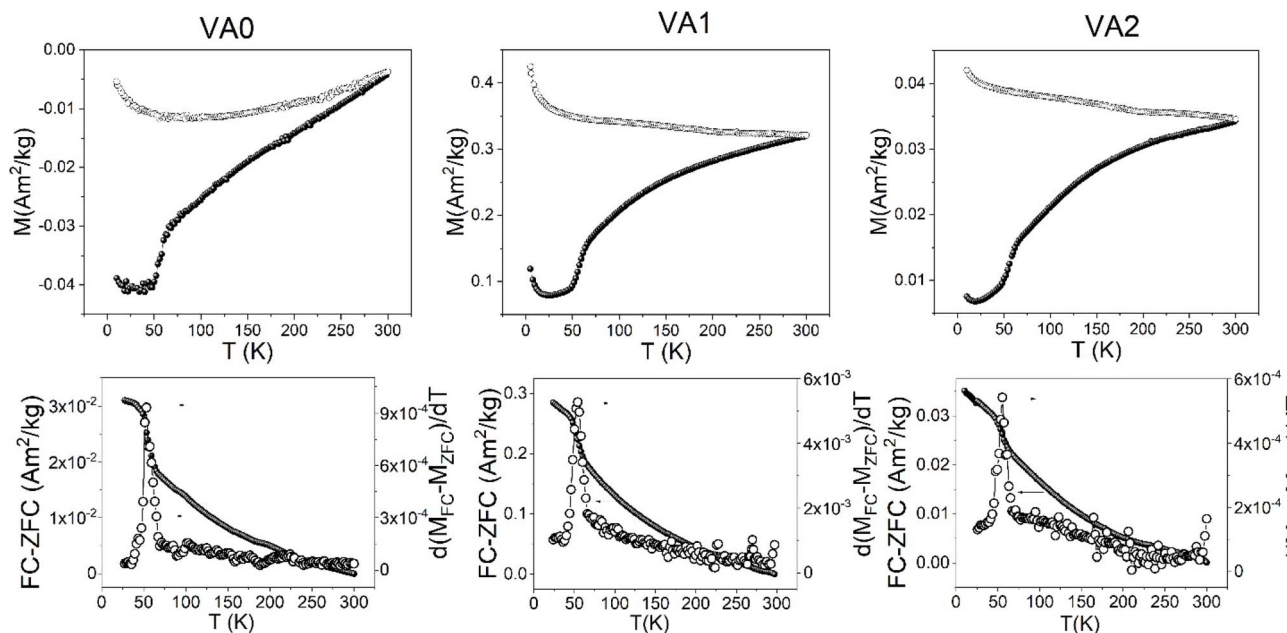 VA0
VA1
VA2
0.00
-0.01
-0.02
-0.03
-0.04
M(Am²/kg)
0 50 100 150 200 250 300
T (K)
0.4
0.3
0.2
0.1
M(Am²/kg)
0 50 100 150 200 250 300
T (K)
0.04
0.03
0.02
0.01
M(Am²/kg)
0 50 100 150 200 250 300
T (K)
3x10⁻²
2x10⁻²
1x10⁻²
0
FC-ZFC (Am²/kg)
9x10⁻⁴
6x10⁻⁴
3x10⁻⁴
0
d(M_FC-M_ZFC)/dT
0 50 100 150 200 250 300
T (K)
0.3
0.2
0.1
0.0
FC-ZFC (Am²/kg)
6x10⁻³
4x10⁻³
2x10⁻³
0
d(M_FC-M_ZFC)/dT
0 50 100 150 200 250 300
T(K)
0.03
0.02
0.01
0.00
FC-ZFC (Am²/kg)
6x10⁻⁴
4x10⁻⁴
2x10⁻⁴
0
0 50 100 150 200 250 300
T(K)